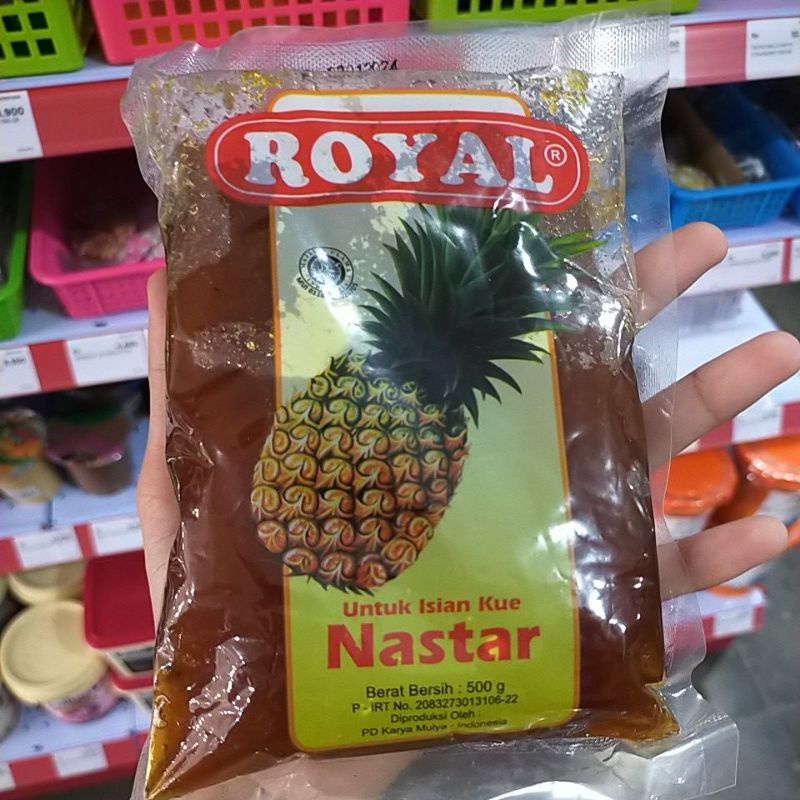 ROYAL®
Untuk Isian Kue
Nastar
Berat Bersih : 500 g
P - IRT No. 2083273013106-22
Diproduksi Oleh :
PD Karya Mulya - Indonesia